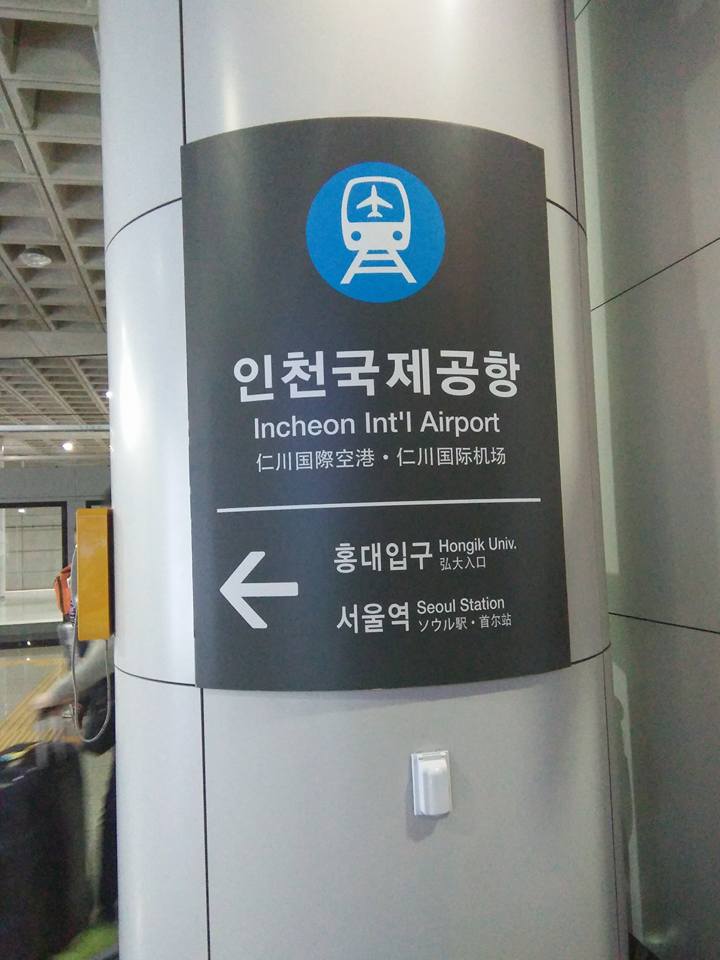 인천국제공항
Incheon Int'l Airport
仁川国際空港・仁川国际机场
홍대입구 Hongik Univ.
弘大入口
서울역 Seoul Station
ソウル駅・首尔站